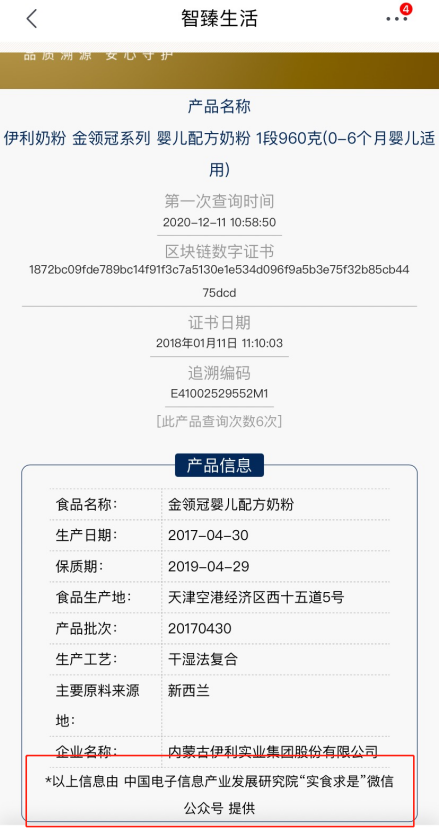 智臻生活
4
品质溯源 安心守护
产品名称
伊利奶粉 金领冠系列 婴儿配方奶粉 1段960克(0-6个月婴儿适
用)
第一次查询时间
2020-12-11 10:58:50
区块链数字证书
1872bc09fde789bc14f91f3c7a5130e1e534d096f9a5b3e75f32b85cb44
75dcd
证书日期
2018年01月11日 11:10:03
追溯编码
E41002529552M1
[此产品查询次数6次]
产品信息
食品名称: 金领冠婴儿配方奶粉
生产日期: 2017-04-30
保质期: 2019-04-29
食品生产地: 天津空港经济区西十五道5号
产品批次: 20170430
生产工艺: 干湿法复合
主要原料来源 新西兰
地:
企业名称: 内蒙古伊利实业集团股份有限公司
*以上信息由 中国电子信息产业发展研究院“实食求是”微信
公众号 提供